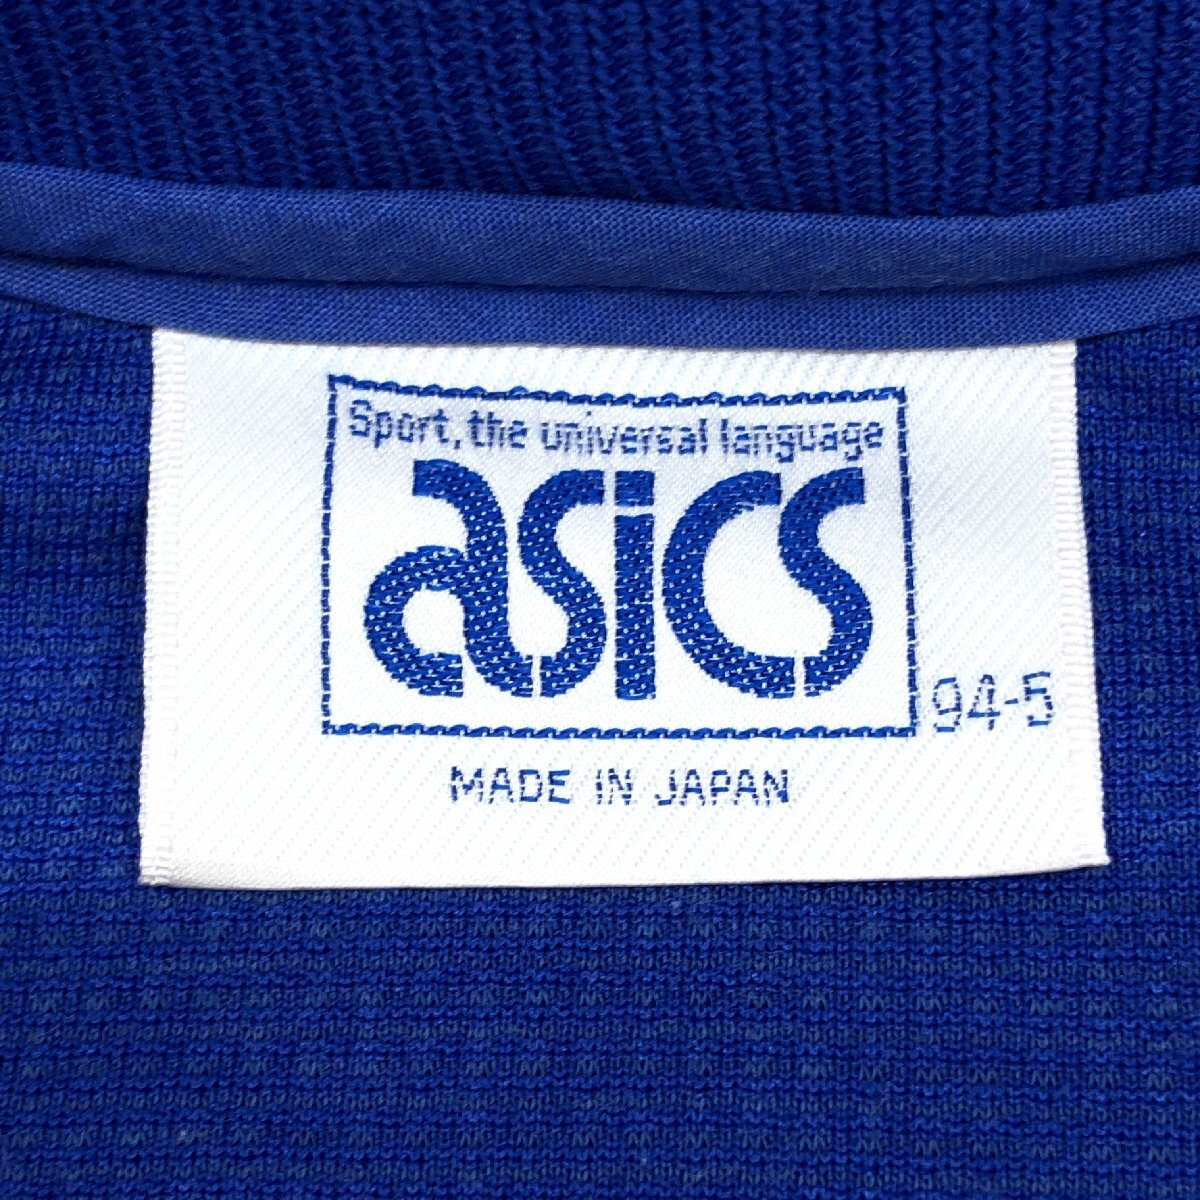 Sport, the universal language
asics
94-5
MADE IN JAPAN